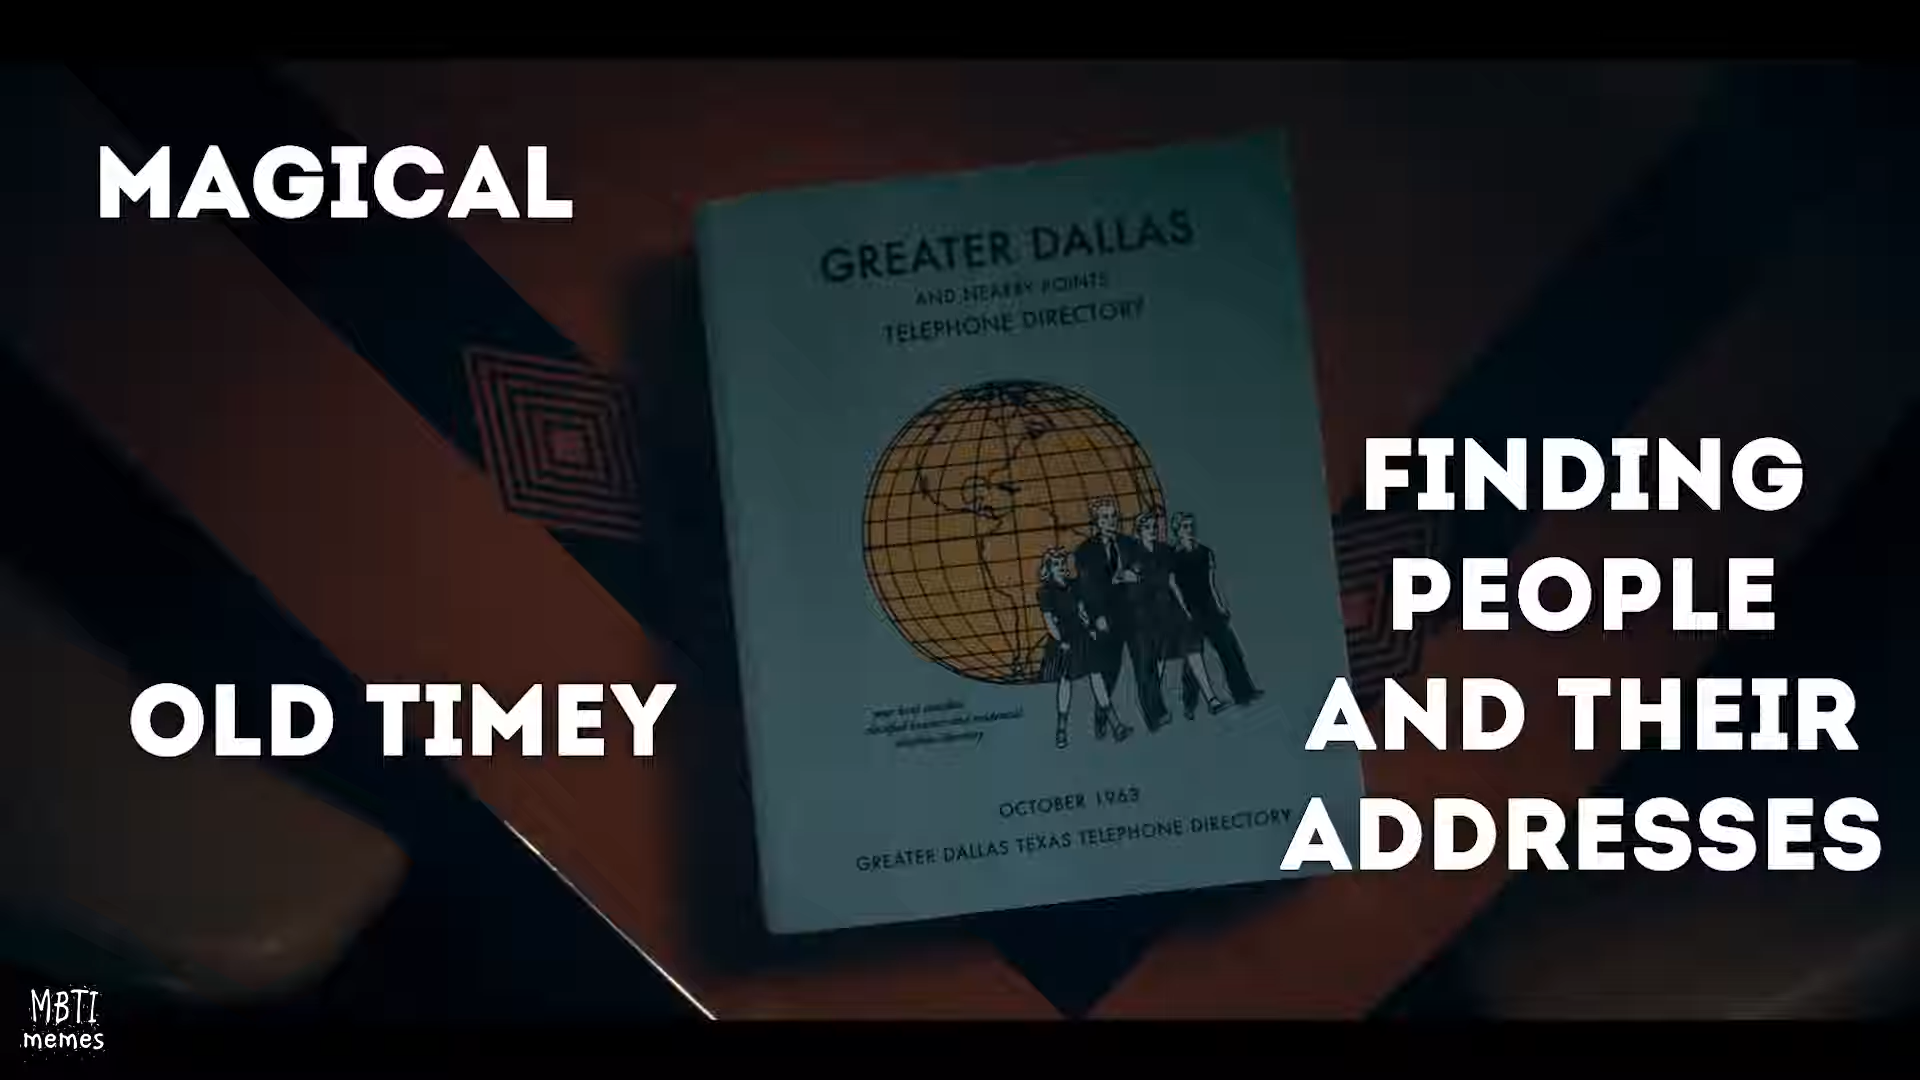 MAGICAL
GREATER DALLAS
AND NEARBY POINTS
TELEPHONE DIRECTORY
FINDING
PEOPLE
AND THEIR
ADDRESSES
OLD TIMEY
OCTOBER 1963
GREATER DALLAS TEXAS TELEPHONE DIRECTORY
MBTI
memes